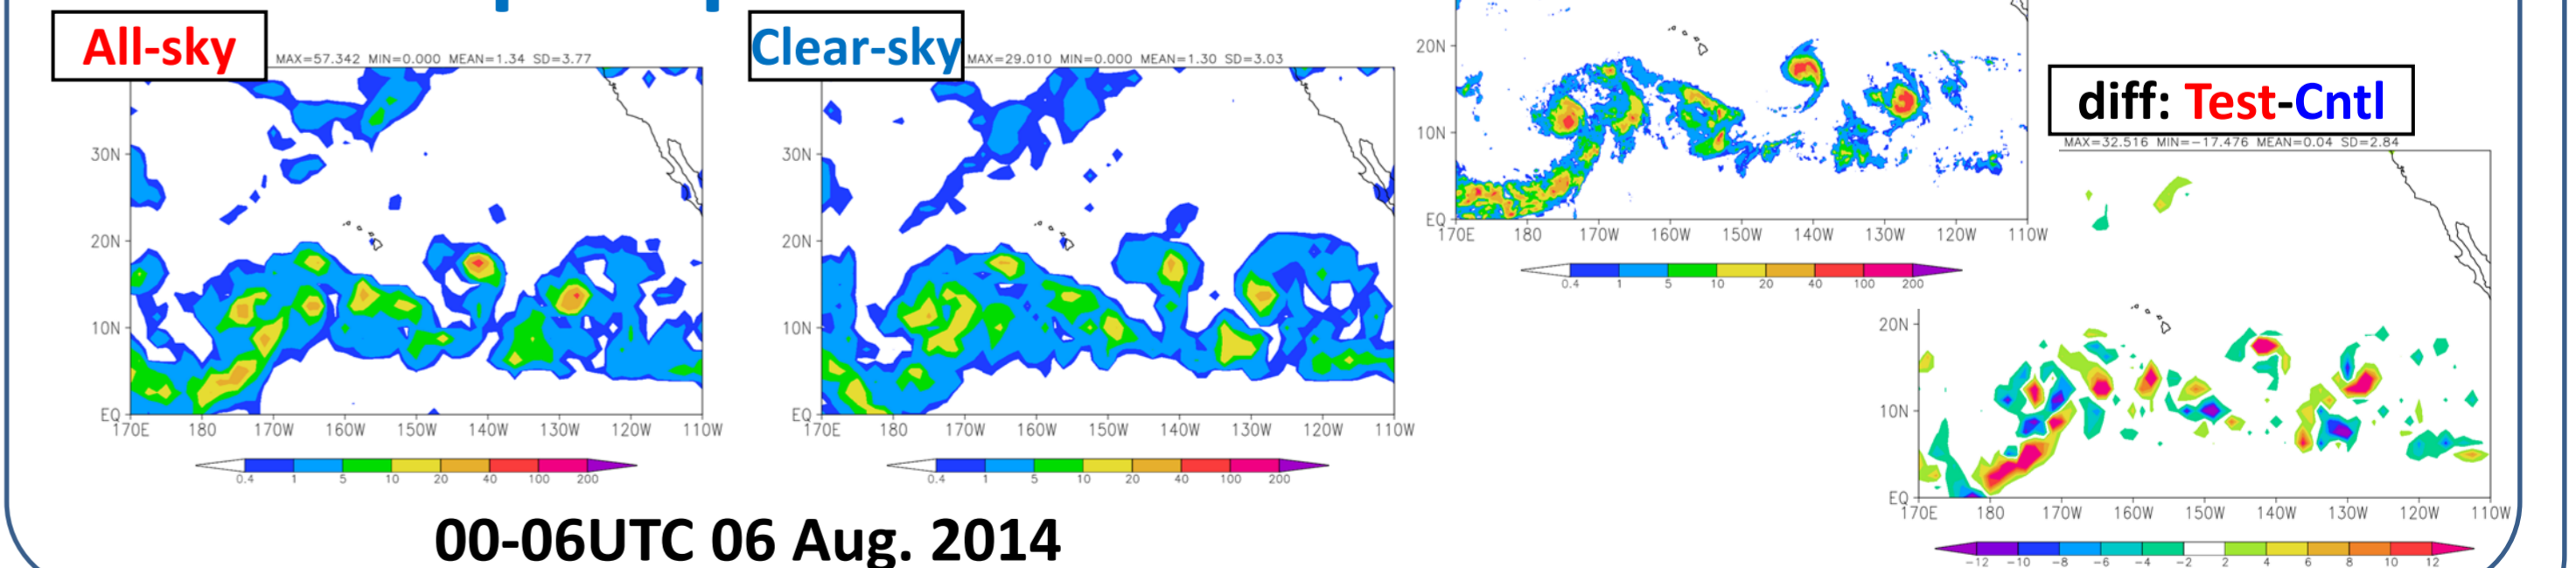 All-sky
MAX=57.342 MIN=0.000 MEAN=1.34 SD=3.77
30N
20N
10N
EQ
170E 180 170W 160W 150W 140W 130W 120W 110W
0.4 1 5 10 20 40 100 200
Clear-sky
MAX=29.010 MIN=0.000 MEAN=1.30 SD=3.03
30N
20N
10N
EQ
170E 180 170W 160W 150W 140W 130W 120W 110W
0.4 1 5 10 20 40 100 200
00-06UTC 06 Aug. 2014
20N
10N
EQ
170E 180 170W 160W 150W 140W 130W 120W 110W
0.4 1 5 10 20 40 100 200
diff: Test-Cntl
MAX=32.516 MIN=-17.476 MEAN=0.04 SD=2.84
20N
10N
EQ
170E 180 170W 160W 150W 140W 130W 120W 110W
-12 -10 -8 -6 -4 -2 2 4 6 8 10 12